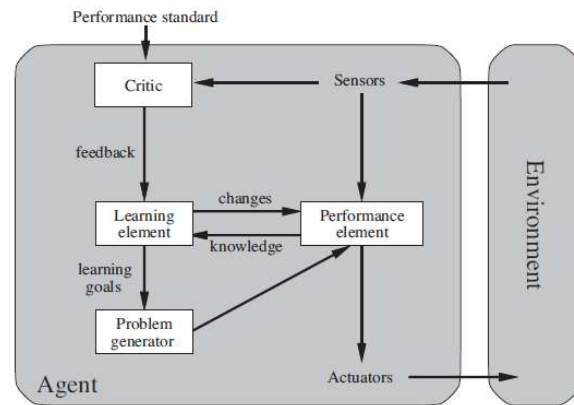 Performance standard
Critic
Sensors
feedback
changes
Learning
element
Performance
element
knowledge
learning
goals
Problem
generator
Agent
Actuators
Environment